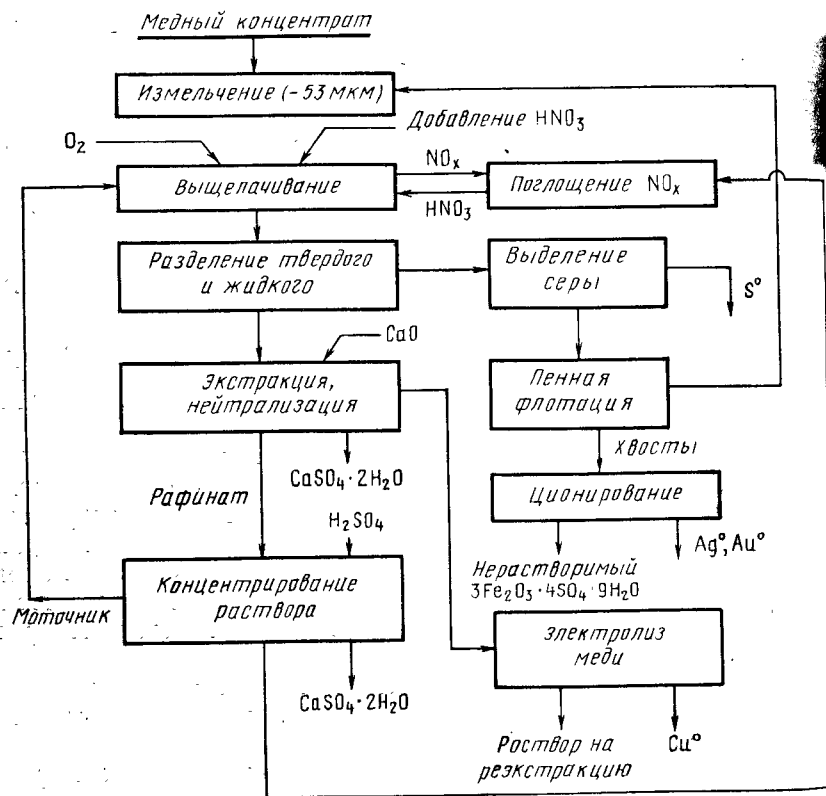 Медный концентрат
Измельчение (-53 мкм)
O₂
Добавление HNO₃
Выщелачивание
NOₓ
HNO₃
Поглощение NOₓ
Разделение твердого
и жидкого
Выделение
серы
S°
CaO
Экстракция,
нейтрализация
Пенная
флотация
Хвосты
CaSO₄·2H₂O
Рафинат
H₂SO₄
Ционирование
Ag°, Au°
Нерастворимый
3Fe₂O₃·4SO₄·9H₂O
Концентрирование
раствора
Моточник
CaSO₄·2H₂O
Электролиз
меди
Роствор на
реэкстракцию
Cu°